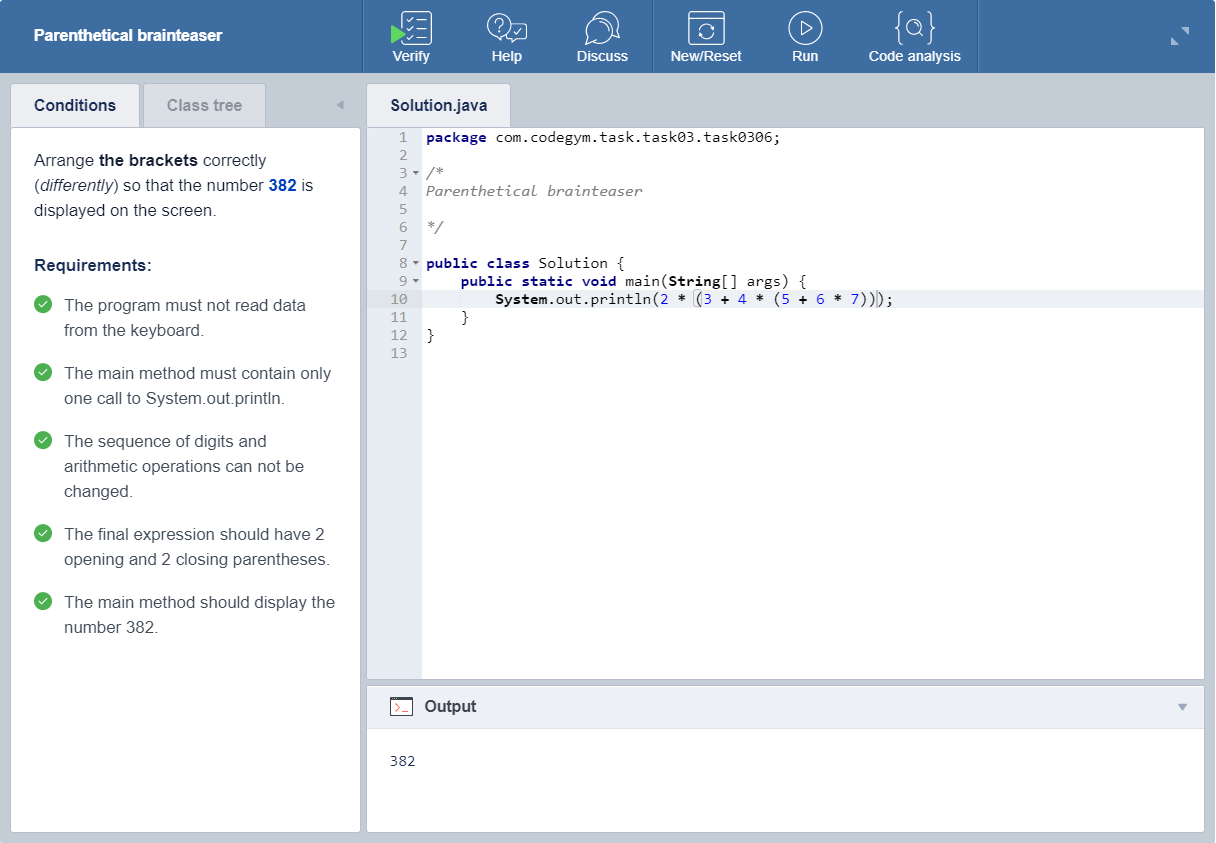 Parenthetical brainteaser
Verify
Help
Discuss
New/Reset
Run
Code analysis
Conditions
Class tree
Arrange the brackets correctly
(differently) so that the number 382 is
displayed on the screen.
Requirements:
The program must not read data
from the keyboard.
The main method must contain only
one call to System.out.println.
The sequence of digits and
arithmetic operations can not be
changed.
The final expression should have 2
opening and 2 closing parentheses.
The main method should display the
number 382.
Solution.java
1 package com.codegym.task.task03.task0306;
2
3 /*
4 Parenthetical brainteaser
5
6 */
7
8 public class Solution {
9     public static void main(String[] args) {
10         System.out.println(2 * (3 + 4 * (5 + 6 * 7)));
11     }
12 }
13
>_ Output
382